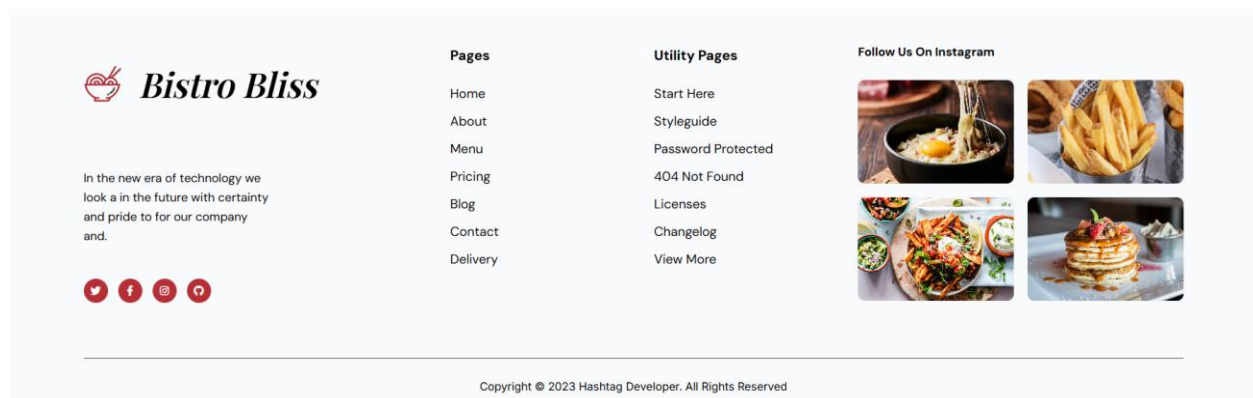 Bistro Bliss
In the new era of technology we
look a in the future with certainty
and pride to for our company
and.
Pages
Home
About
Menu
Pricing
Blog
Contact
Delivery
Utility Pages
Start Here
Styleguide
Password Protected
404 Not Found
Licenses
Changelog
View More
Follow Us On Instagram
Copyright © 2023 Hashtag Developer. All Rights Reserved